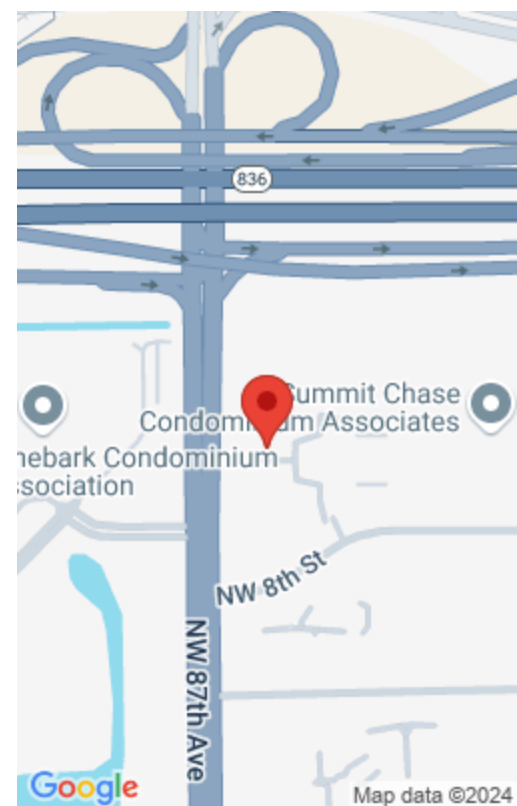 836
Summit Chase
Condominium Associates
nebark Condominium
ssociation
NW 8th St
NW 87th Ave
Google
Map data ©2024